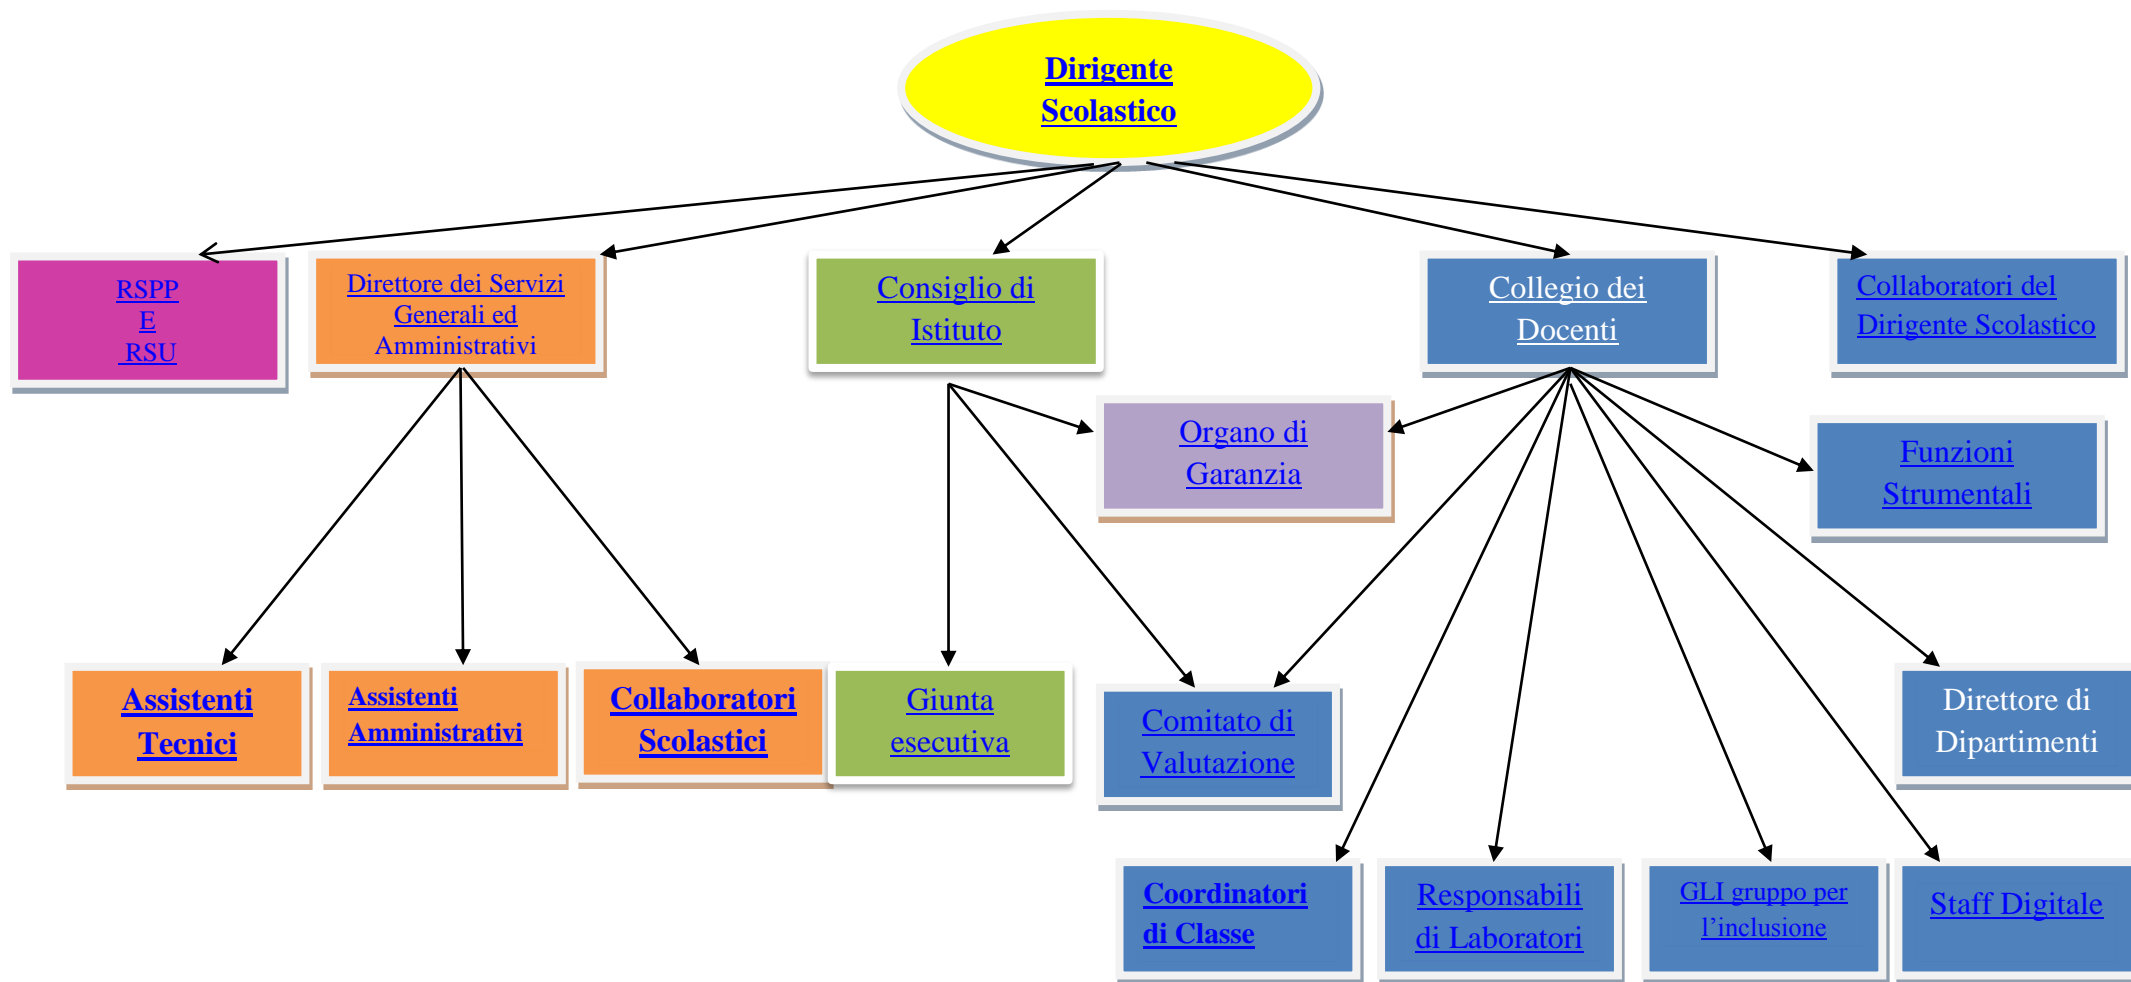 Dirigente
Scolastico
RSPP
E
RSU
Direttore dei Servizi
Generali ed
Amministrativi
Consiglio di
Istituto
Collegio dei
Docenti
Collaboratori del
Dirigente Scolastico
Organo di
Garanzia
Funzioni
Strumentali
Assistenti
Tecnici
Assistenti
Amministrativi
Collaboratori
Scolastici
Giunta
esecutiva
Comitato di
Valutazione
Direttore di
Dipartimenti
Coordinatori
di Classe
Responsabili
di Laboratori
GLI gruppo per
l’inclusione
Staff Digitale